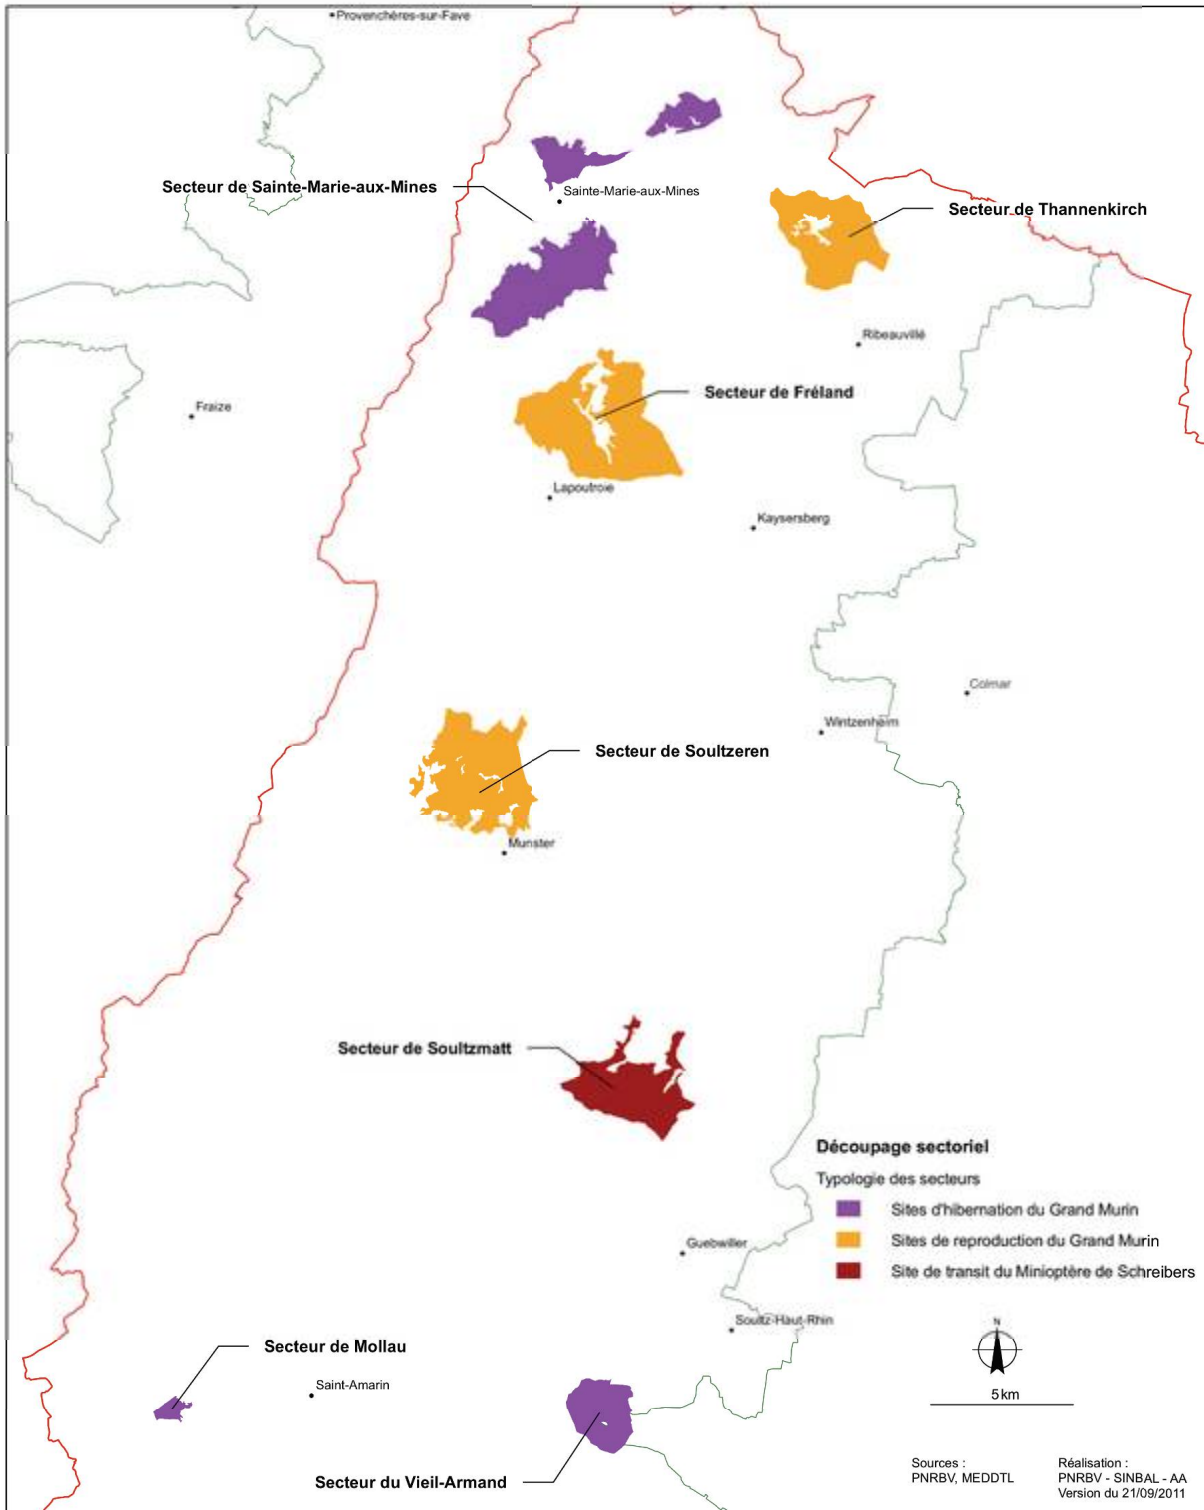 Provenchères-sur-Fave
Secteur de Sainte-Marie-aux-Mines
Sainte-Marie-aux-Mines
Secteur de Thannenkirch
Ribeauvillé
Secteur de Fréland
Fraize
Lapoutroie
Kaysersberg
Colmar
Wintzenheim
Secteur de Soultzeren
Munster
Secteur de Soultzmatt
Découpage sectoriel
Typologie des secteurs
Sites d'hibernation du Grand Murin
Sites de reproduction du Grand Murin
Site de transit du Minioptère de Schreibers
Guebwiller
Soultz-Haut-Rhin
N
5 km
Secteur de Mollau
Saint-Amarin
Secteur du Vieil-Armand
Sources :
PNRBV, MEDDTL
Réalisation :
PNRBV - SINBAL - AA
Version du 21/09/2011